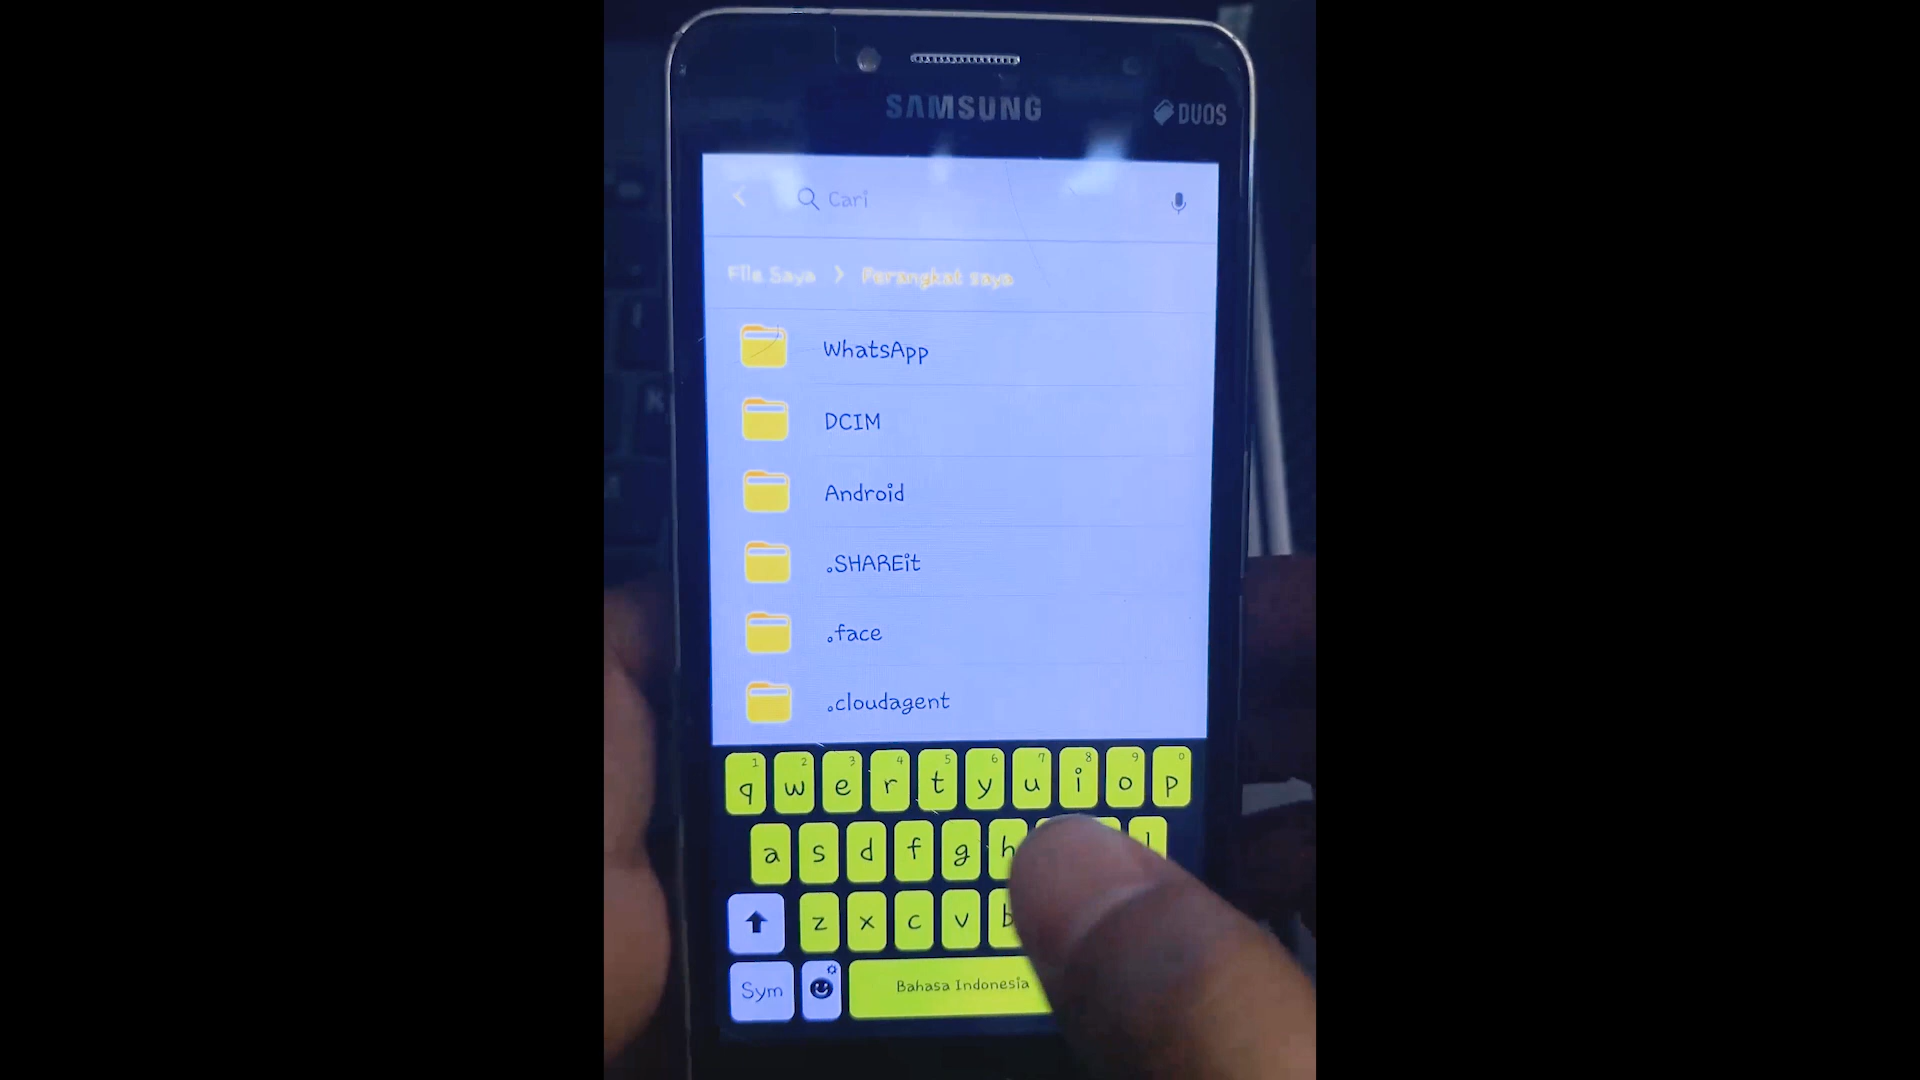 SAMSUNG
DUOS
Cari
File Saya > Perangkat saya
WhatsApp
DCIM
Android
.SHAREit
.face
.cloudagent
1 2 3 4 5 6 7 8 9 0
q w e r t y u i o p
a s d f g h l
z x c v b
Sym Bahasa Indonesia
K